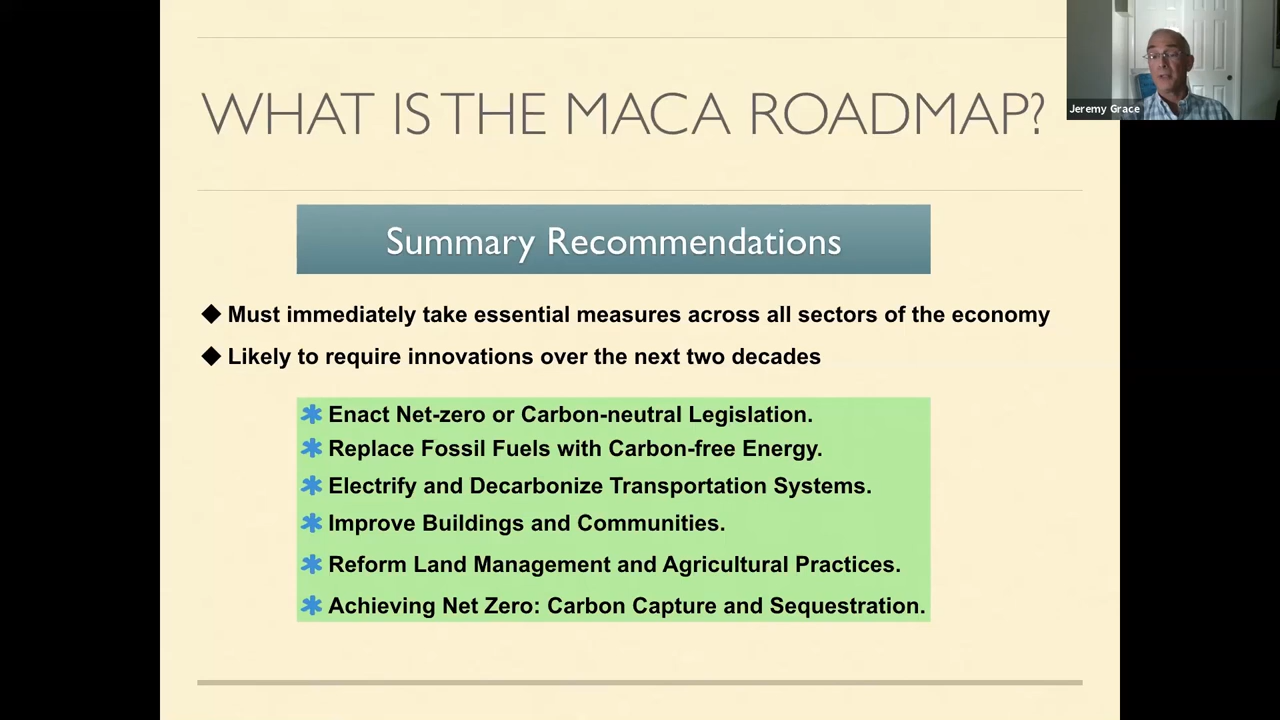 WHAT IS THE MACA ROADMAP?
Jeremy Grace
Summary Recommendations
◆ Must immediately take essential measures across all sectors of the economy
◆ Likely to require innovations over the next two decades
✱ Enact Net-zero or Carbon-neutral Legislation.
✱ Replace Fossil Fuels with Carbon-free Energy.
✱ Electrify and Decarbonize Transportation Systems.
✱ Improve Buildings and Communities.
✱ Reform Land Management and Agricultural Practices.
✱ Achieving Net Zero: Carbon Capture and Sequestration.